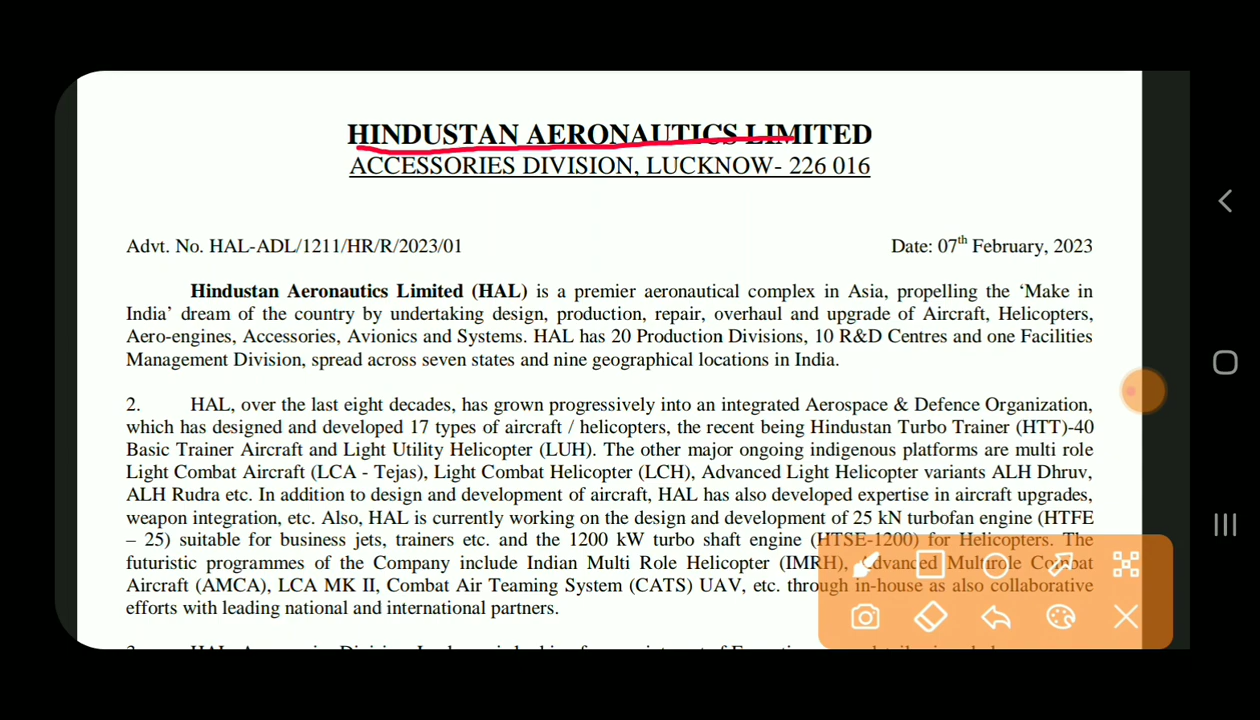 HINDUSTAN AERONAUTICS LIMITED
ACCESSORIES DIVISION, LUCKNOW- 226 016
Advt. No. HAL-ADL/1211/HR/R/2023/01 Date: 07th February, 2023
Hindustan Aeronautics Limited (HAL) is a premier aeronautical complex in Asia, propelling the ‘Make in
India’ dream of the country by undertaking design, production, repair, overhaul and upgrade of Aircraft, Helicopters,
Aero-engines, Accessories, Avionics and Systems. HAL has 20 Production Divisions, 10 R&D Centres and one Facilities
Management Division, spread across seven states and nine geographical locations in India.
2. HAL, over the last eight decades, has grown progressively into an integrated Aerospace & Defence Organization,
which has designed and developed 17 types of aircraft / helicopters, the recent being Hindustan Turbo Trainer (HTT)-40
Basic Trainer Aircraft and Light Utility Helicopter (LUH). The other major ongoing indigenous platforms are multi role
Light Combat Aircraft (LCA - Tejas), Light Combat Helicopter (LCH), Advanced Light Helicopter variants ALH Dhruv,
ALH Rudra etc. In addition to design and development of aircraft, HAL has also developed expertise in aircraft upgrades,
weapon integration, etc. Also, HAL is currently working on the design and development of 25 kN turbofan engine (HTFE
– 25) suitable for business jets, trainers etc. and the 1200 kW turbo shaft engine (HTSE-1200) for Helicopters. The
futuristic programmes of the Company include Indian Multi Role Helicopter (IMRH), Advanced Multirole Combat
Aircraft (AMCA), LCA MK II, Combat Air Teaming System (CATS) UAV, etc. through in-house as also collaborative
efforts with leading national and international partners.